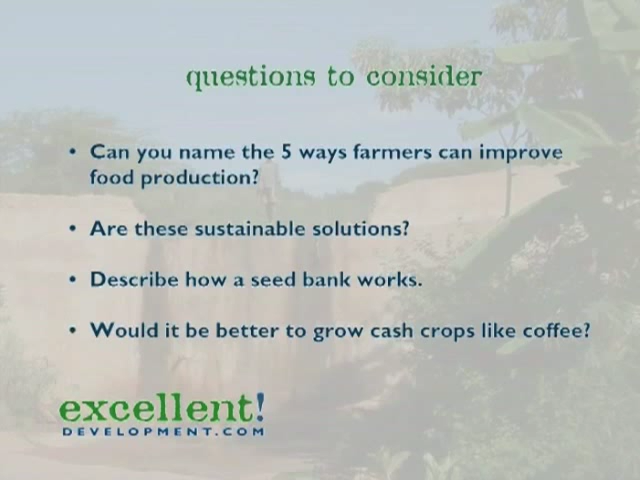 questions to consider
• Can you name the 5 ways farmers can improve
food production?
• Are these sustainable solutions?
• Describe how a seed bank works.
• Would it be better to grow cash crops like coffee?
excellent!
DEVELOPMENT.COM